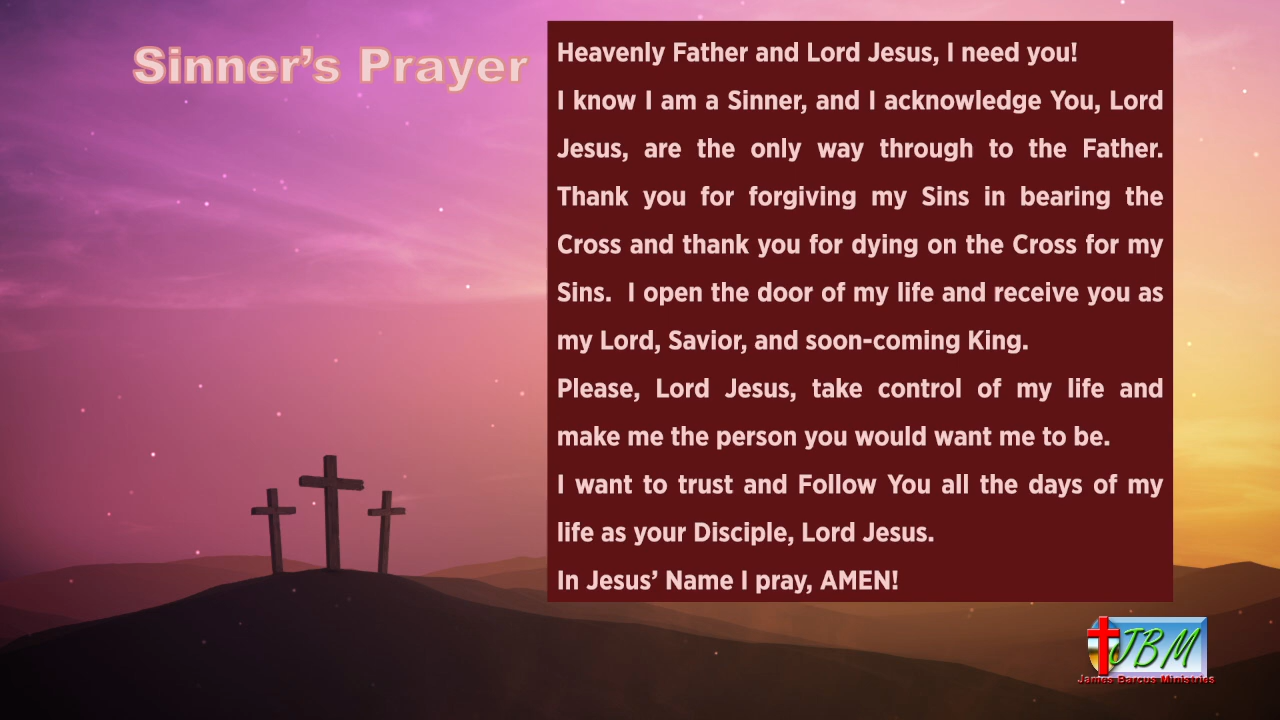 Sinner's Prayer
Heavenly Father and Lord Jesus, I need you!
I know I am a Sinner, and I acknowledge You, Lord
Jesus, are the only way through to the Father.
Thank you for forgiving my Sins in bearing the
Cross and thank you for dying on the Cross for my
Sins.  I open the door of my life and receive you as
my Lord, Savior, and soon-coming King.
Please, Lord Jesus, take control of my life and
make me the person you would want me to be.
I want to trust and Follow You all the days of my
life as your Disciple, Lord Jesus.
In Jesus' Name I pray, AMEN!
JBM
James Barcus Ministries